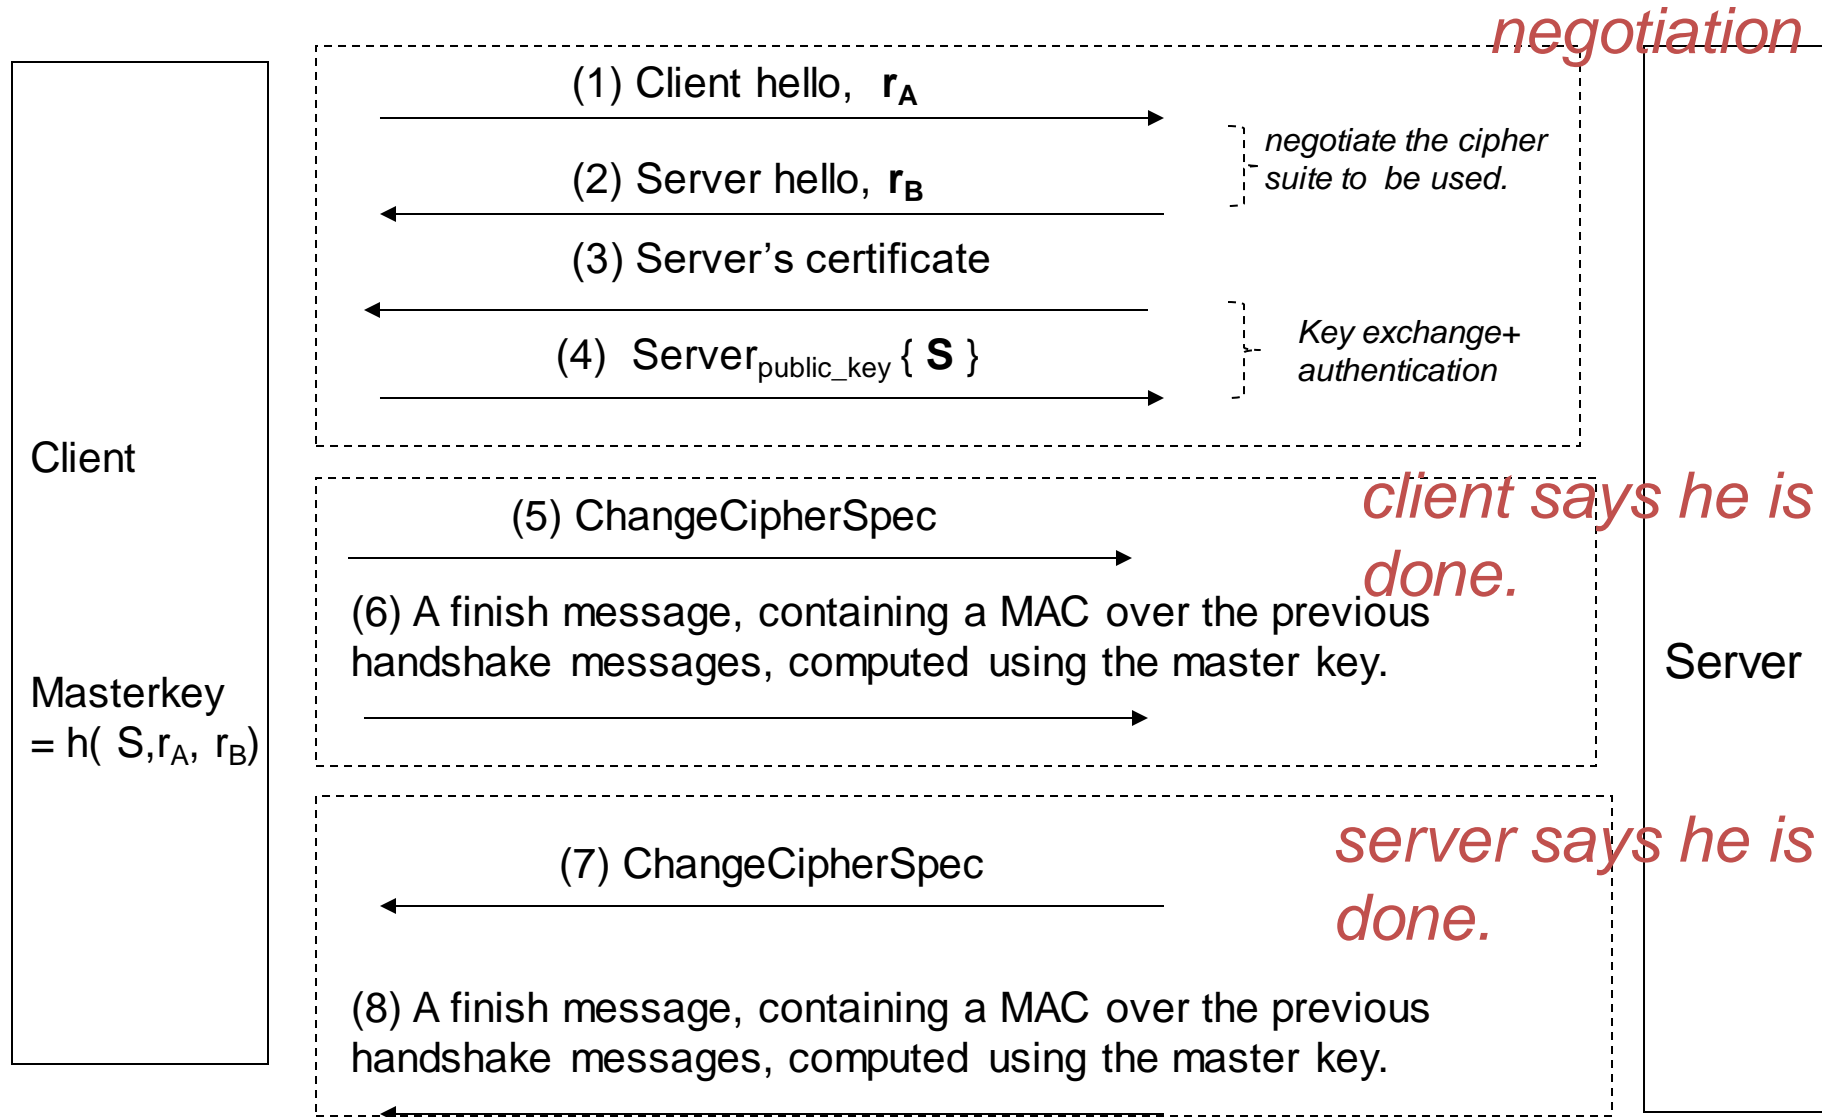 negotiation
(1) Client hello, rA
negotiate the cipher
suite to be used.
(2) Server hello, rB
(3) Server’s certificate
Key exchange+
authentication
(4) Serverpublic_key { S }
Client
client says he is
done.
(5) ChangeCipherSpec
(6) A finish message, containing a MAC over the previous
handshake messages, computed using the master key.
Server
Masterkey
= h( S,rA, rB)
server says he is
done.
(7) ChangeCipherSpec
(8) A finish message, containing a MAC over the previous
handshake messages, computed using the master key.